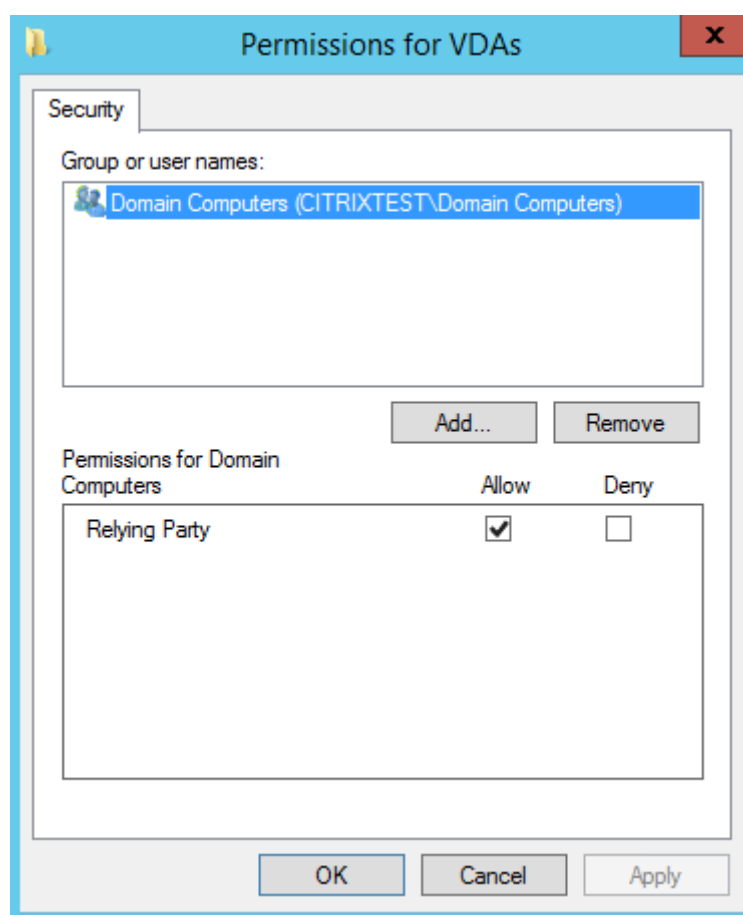 Permissions for VDAs
x
Security
Group or user names:
Domain Computers (CITRIXTEST\Domain Computers)
Add... Remove
Permissions for Domain
Computers Allow Deny
Relying Party
OK Cancel Apply